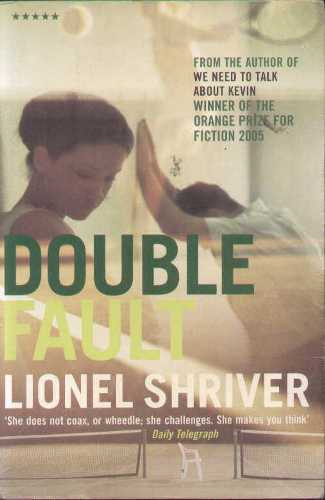 FROM THE AUTHOR OF
WE NEED TO TALK
ABOUT KEVIN
WINNER OF THE
ORANGE PRIZE FOR
FICTION 2005
DOUBLE
FAULT
LIONEL SHRIVER
'She does not coax, or wheedle; she challenges. She makes you think'
Daily Telegraph